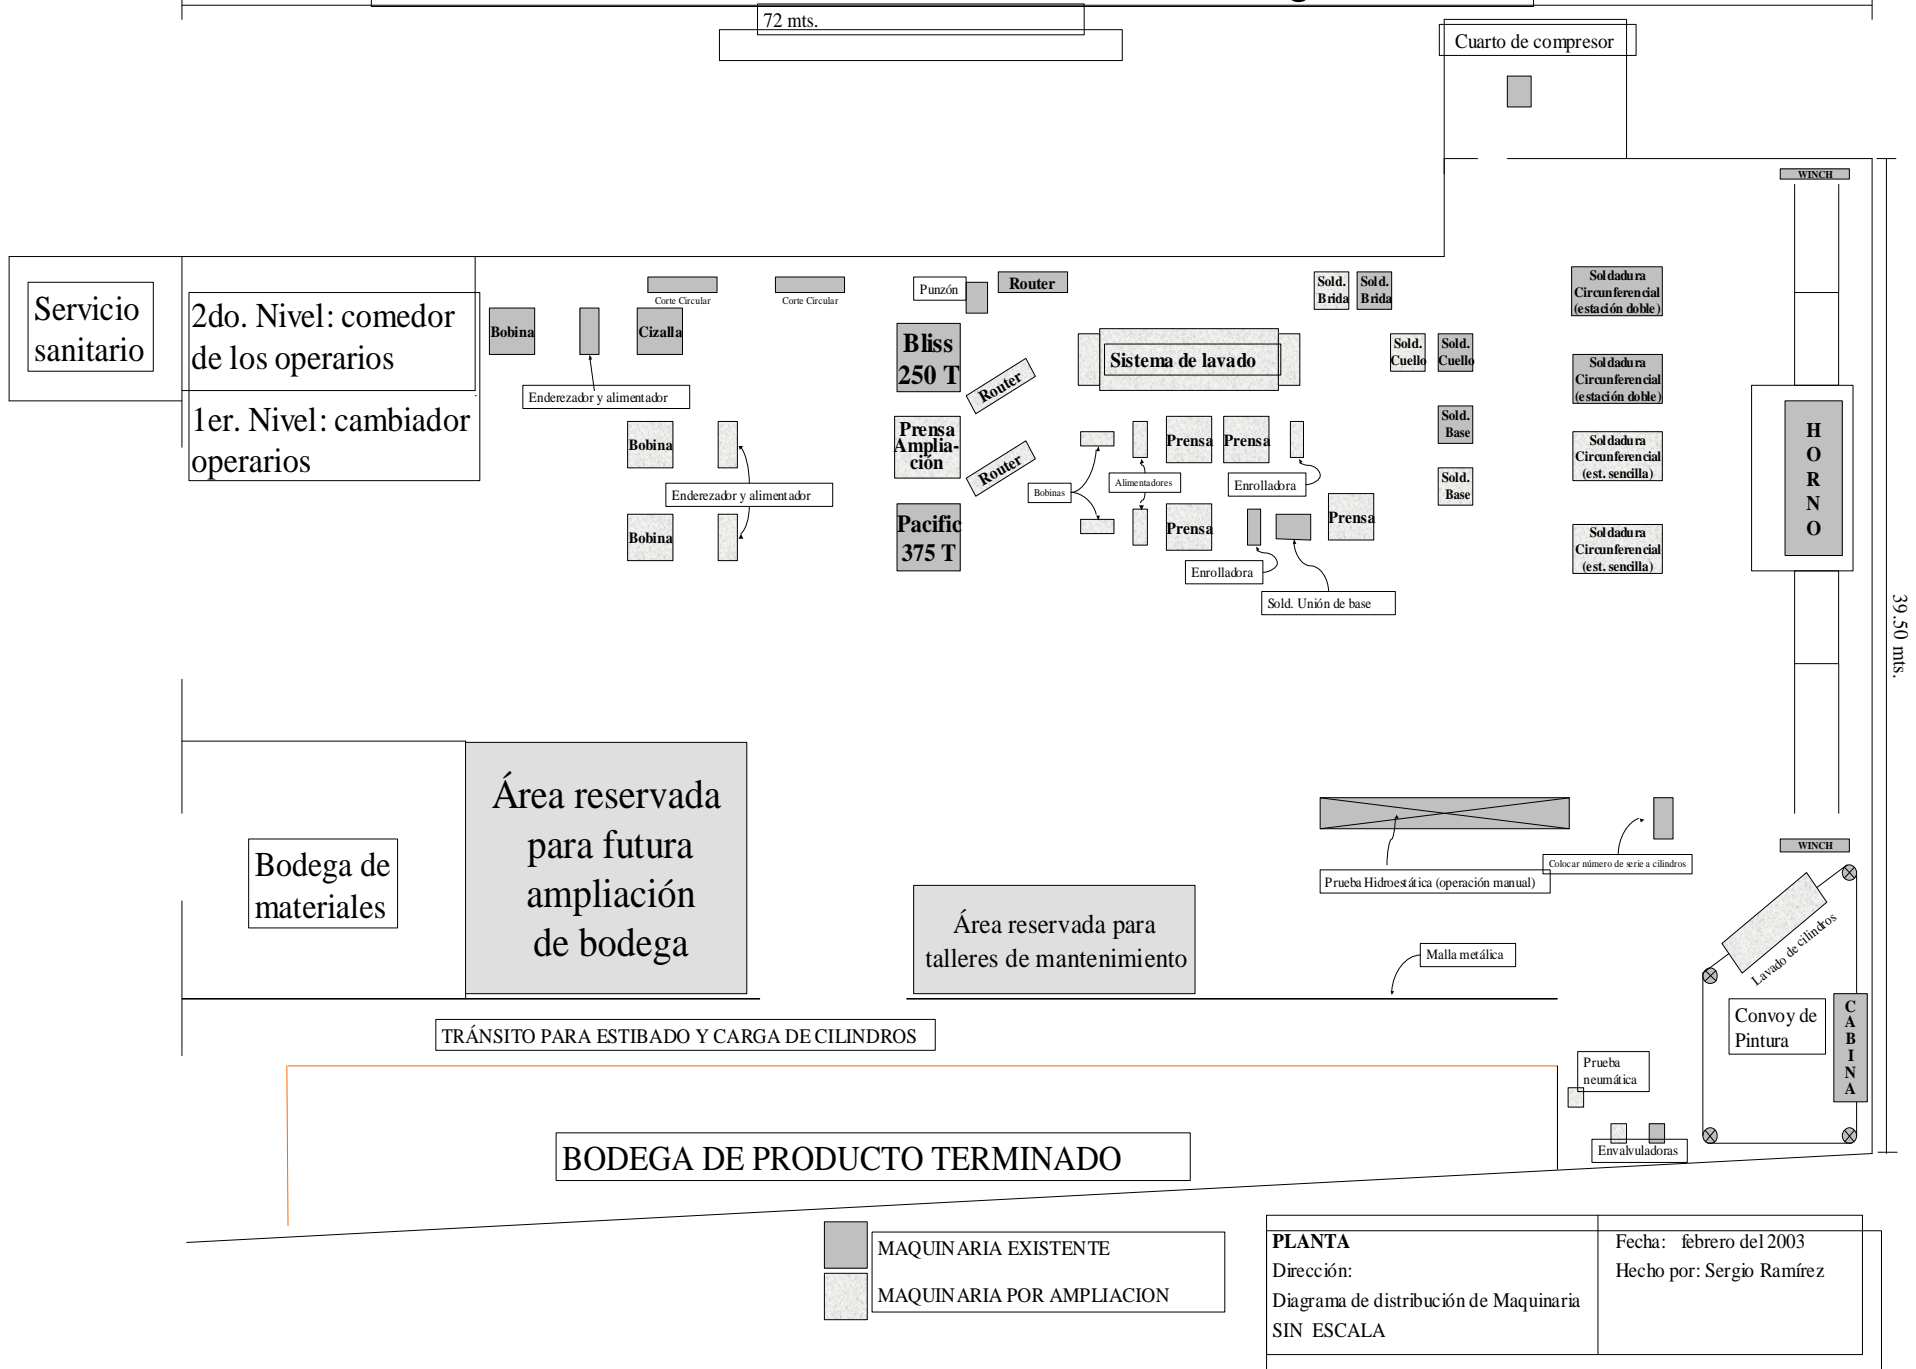 72 mts.
Cuarto de compresor
WINCH
Servicio
sanitario
2do. Nivel: comedor
de los operarios
1er. Nivel: cambiador
operarios
Bobina
Enderezador y alimentador
Corte Circular
Cizalla
Corte Circular
Bobina
Enderezador y alimentador
Bobina
Punzón
Router
Bliss
250 T
Router
Prensa
Amplia-
ción
Router
Pacific
375 T
Sistema de lavado
Bobinas
Alimentadores
Prensa
Prensa
Enrolladora
Prensa
Enrolladora
Prensa
Sold. Unión de base
Sold.
Brida
Sold.
Brida
Sold.
Cuello
Sold.
Cuello
Sold.
Base
Sold.
Base
Soldadura
Circunferencial
(estación doble)
Soldadura
Circunferencial
(estación doble)
Soldadura
Circunferencial
(est. sencilla)
Soldadura
Circunferencial
(est. sencilla)
H
O
R
N
O
39.50 mts.
Bodega de
materiales
Área reservada
para futura
ampliación
de bodega
Área reservada para
talleres de mantenimiento
Prueba Hidroestática (operación manual)
Colocar número de serie a cilindros
WINCH
Malla metálica
Lavado de cilindros
Convoy de
Pintura
C
A
B
I
N
A
TRÁNSITO PARA ESTIBADO Y CARGA DE CILINDROS
Prueba
neumática
Envalvuladoras
BODEGA DE PRODUCTO TERMINADO
MAQUINARIA EXISTENTE
MAQUINARIA POR AMPLIACION
PLANTA
Dirección:
Diagrama de distribución de Maquinaria
SIN ESCALA
Fecha: febrero del 2003
Hecho por: Sergio Ramírez